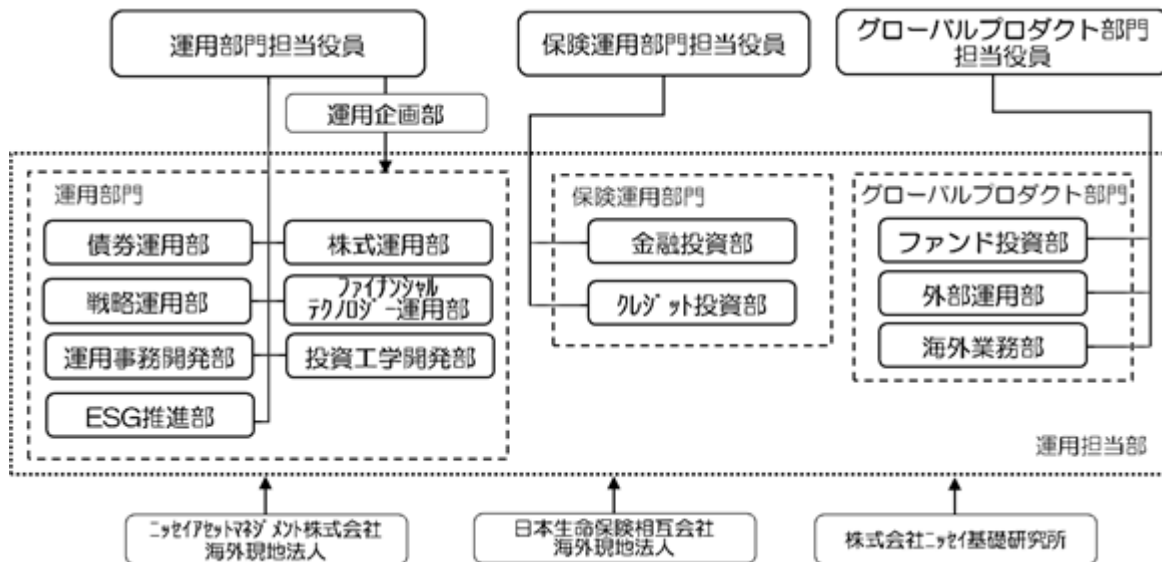 運用部門担当役員
保険運用部門担当役員
グローバルプロダクト部門
担当役員
運用企画部
運用部門
債券運用部
株式運用部
戦略運用部
ファイナンシャル
テクノロジー運用部
運用事務開発部
投資工学開発部
ESG推進部
保険運用部門
金融投資部
クレジット投資部
グローバルプロダクト部門
ファンド投資部
外部運用部
海外業務部
運用担当部
ニッセイアセットマネジメント株式会社
海外現地法人
日本生命保険相互会社
海外現地法人
株式会社ニッセイ基礎研究所